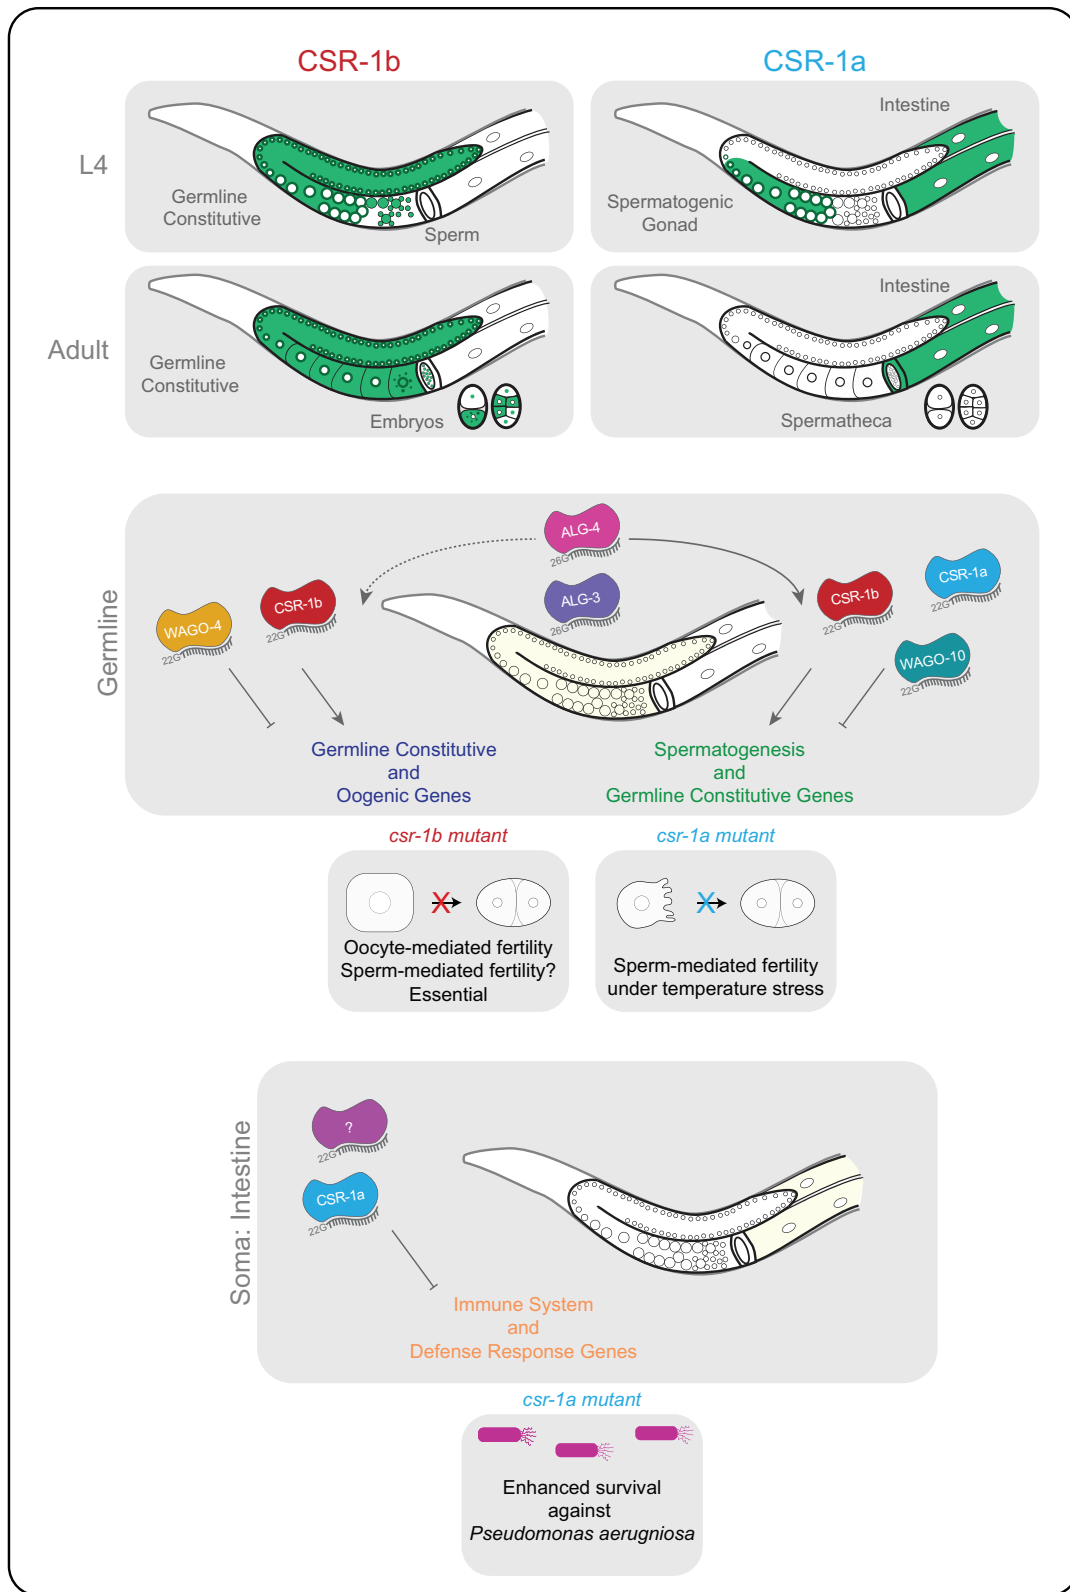 CSR-1b
CSR-1a
L4
Germline
Constitutive
Sperm
Intestine
Spermatogenic
Gonad
Adult
Germline
Constitutive
Embryos
Intestine
Spermatheca
Germline
ALG-4
26G
ALG-3
26G
WAGO-4
22G
CSR-1b
22G
CSR-1b
22G
CSR-1a
22G
WAGO-10
22G
Germline Constitutive
and
Oogenic Genes
Spermatogenesis
and
Germline Constitutive Genes
csr-1b mutant
X
Oocyte-mediated fertility
Sperm-mediated fertility?
Essential
csr-1a mutant
X
Sperm-mediated fertility
under temperature stress
Soma: Intestine
?
22G
CSR-1a
22G
Immune System
and
Defense Response Genes
csr-1a mutant
Enhanced survival
against
Pseudomonas aerugniosa